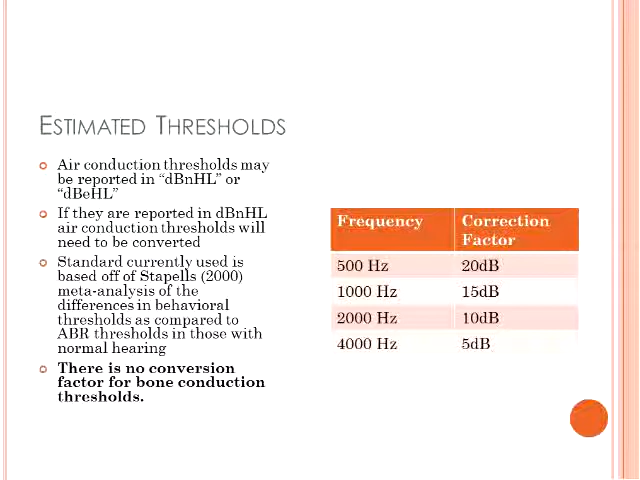 ESTIMATED THRESHOLDS
Air conduction thresholds may
be reported in “dBnHL” or
“dBeHL”
If they are reported in dBnHL
air conduction thresholds will
need to be converted
Standard currently used is
based off of Stapells (2000)
meta-analysis of the
differences in behavioral
thresholds as compared to
ABR thresholds in those with
normal hearing
There is no conversion
factor for bone conduction
thresholds.
Frequency Correction
Factor
500 Hz 20dB
1000 Hz 15dB
2000 Hz 10dB
4000 Hz 5dB